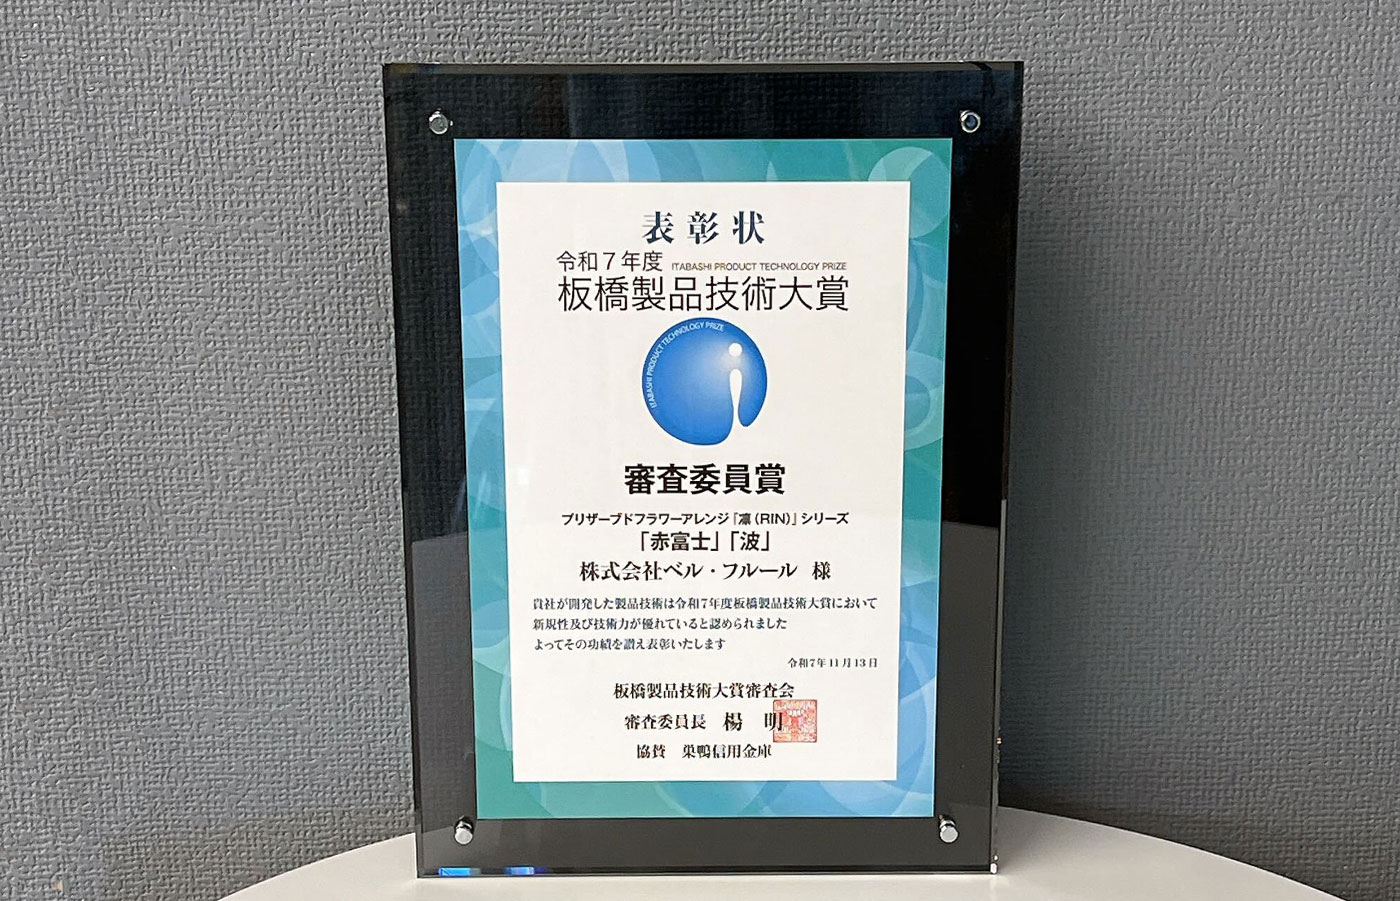 表彰状
令和7年度 ITABASHI PRODUCT TECHNOLOGY PRIZE
板橋製品技術大賞
ITABASHI PRODUCT TECHNOLOGY PRIZE
審査委員賞
プリザーブドフラワーアレンジ『凛(RIN)』シリーズ
「赤富士」「波」
株式会社ベル・フルール 様
貴社が開発した製品技術は令和7年度板橋製品技術大賞において
新規性及び技術力が優れていると認められました
よってその功績を讃え表彰いたします
令和7年11月13日
板橋製品技術大賞審査会
審査委員長 楊 明
協賛 巣鴨信用金庫